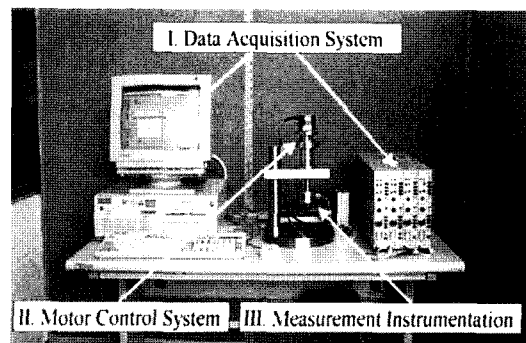 I. Data Acquisition System
II. Motor Control System
III. Measurement Instrumentation